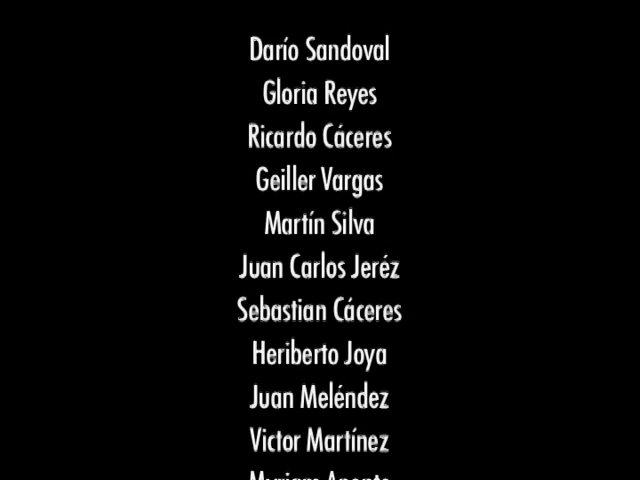 Darío Sandoval
Gloria Reyes
Ricardo Cáceres
Geiller Vargas
Martín Silva
Juan Carlos Jeréz
Sebastian Cáceres
Heriberto Joya
Juan Meléndez
Victor Martínez